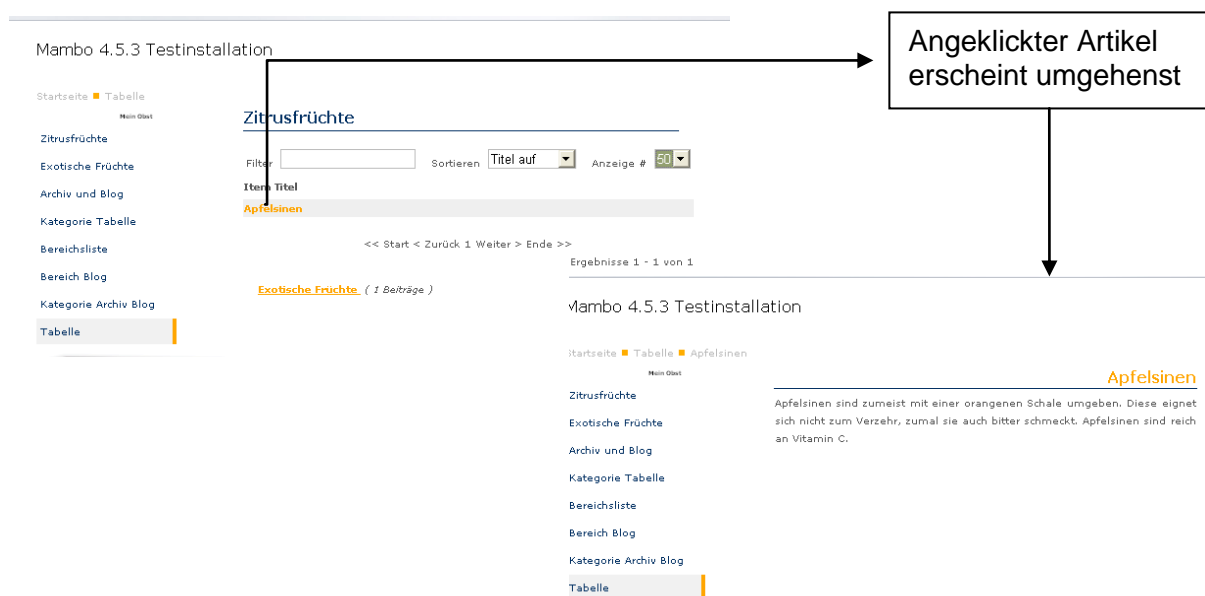 Mambo 4.5.3 Testinstallation
Startseite Tabelle
Mein Obst
Zitrusfrüchte
Exotische Früchte
Archiv und Blog
Kategorie Tabelle
Bereichsliste
Bereich Blog
Kategorie Archiv Blog
Tabelle
Zitrusfrüchte
Filter Sortieren Titel auf Anzeige # 50
Item Titel
Apfelsinen
<< Start < Zurück 1 Weiter > Ende >>
Ergebnisse 1 - 1 von 1
Exotische Früchte ( 1 Beiträge )
Angeklickter Artikel
erscheint umgehenst
Mambo 4.5.3 Testinstallation
Startseite Tabelle Apfelsinen
Mein Obst
Zitrusfrüchte
Exotische Früchte
Archiv und Blog
Kategorie Tabelle
Bereichsliste
Bereich Blog
Kategorie Archiv Blog
Tabelle
Apfelsinen
Apfelsinen sind zumeist mit einer orangenen Schale umgeben. Diese eignet
sich nicht zum Verzehr, zumal sie auch bitter schmeckt. Apfelsinen sind reich
an Vitamin C.